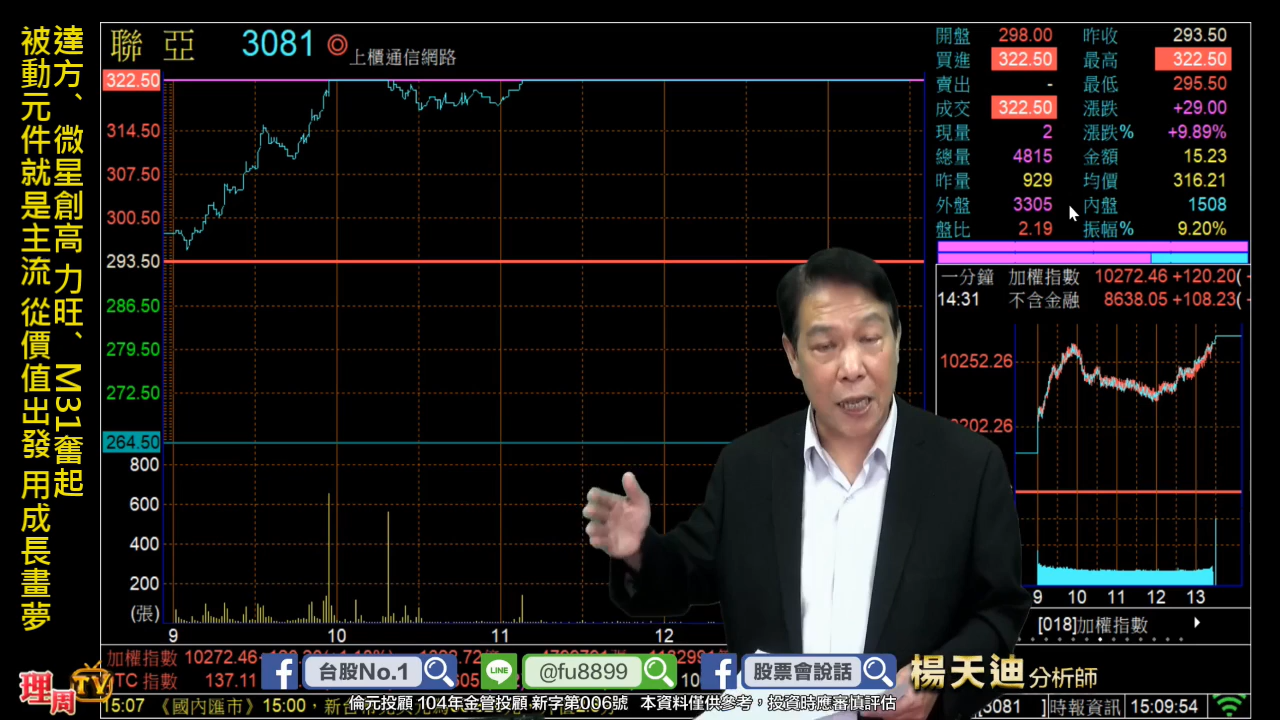 達方、微星創高 力旺、M31奮起
被動元件就是主流 從價值出發 用成長畫夢
聯亞 3081 ◎上櫃通信網路
322.50
314.50
307.50
300.50
293.50
286.50
279.50
272.50
264.50
800
600
400
200
(張)
9 10 11 12
開盤 298.00 昨收 293.50
買進 322.50 最高 322.50
賣出 - 最低 295.50
成交 322.50 漲跌 +29.00
現量 2 漲跌% +9.89%
總量 4815 金額 15.23
昨量 929 均價 316.21
外盤 3305 內盤 1508
盤比 2.19 振幅% 9.20%
一分鐘 加權指數 10272.46 +120.20(
14:31 不含金融 8638.05 +108.23(
10252.26
202.26
9 10 11 12 13
[018]加權指數
加權指數 10272.46
TC 指數 137.11
台股No.1
LINE
@fu8899
股票會說話
楊天迪 分析師
理周TV
15:07 《國內匯市》15:00，新台
倫元投顧 104年金管投顧 新字第006號 本資料僅供參考，投資時應審慎評估
[3081 ] 時報資訊 15:09:54